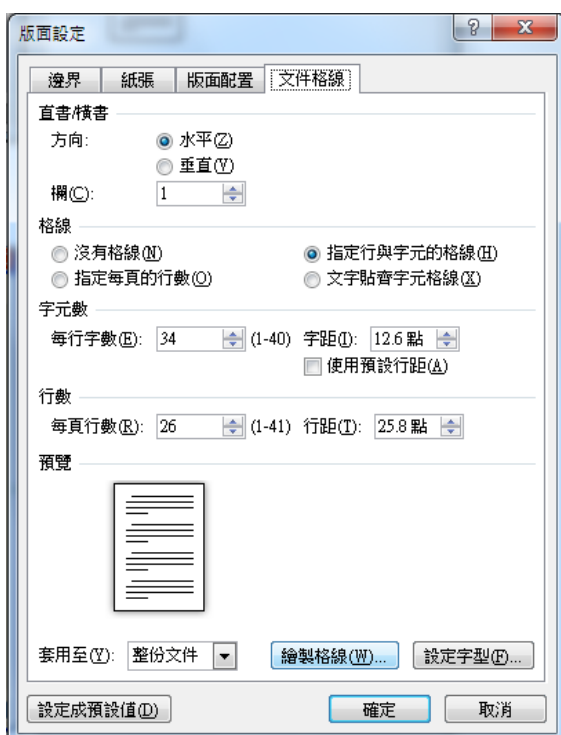 版面設定
邊界 紙張 版面配置 文件格線
直書/橫書
方向: 水平(Z)
垂直(V)
欄(C): 1
格線
沒有格線(N) 指定行與字元的格線(H)
指定每頁的行數(O) 文字貼齊字元格線(X)
字元數
每行字數(E): 34 (1-40) 字距(I): 12.6 點
使用預設行距(A)
行數
每頁行數(R): 26 (1-41) 行距(T): 25.8 點
預覽
套用至(Y): 整份文件 繪製格線(W)... 設定字型(F)...
設定成預設值(D) 確定 取消